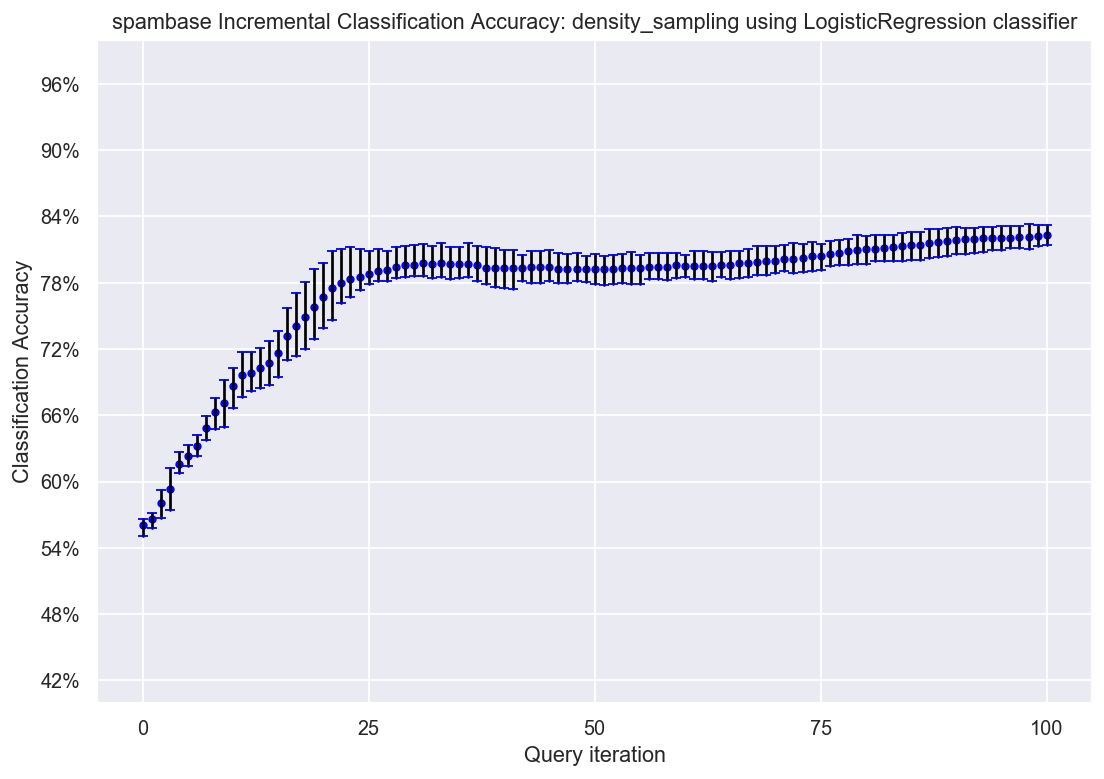 spambase Incremental Classification Accuracy: density_sampling using LogisticRegression classifier
96%
90%
84%
78%
72%
66%
60%
54%
48%
42%
Classification Accuracy
0 25 50 75 100
Query iteration